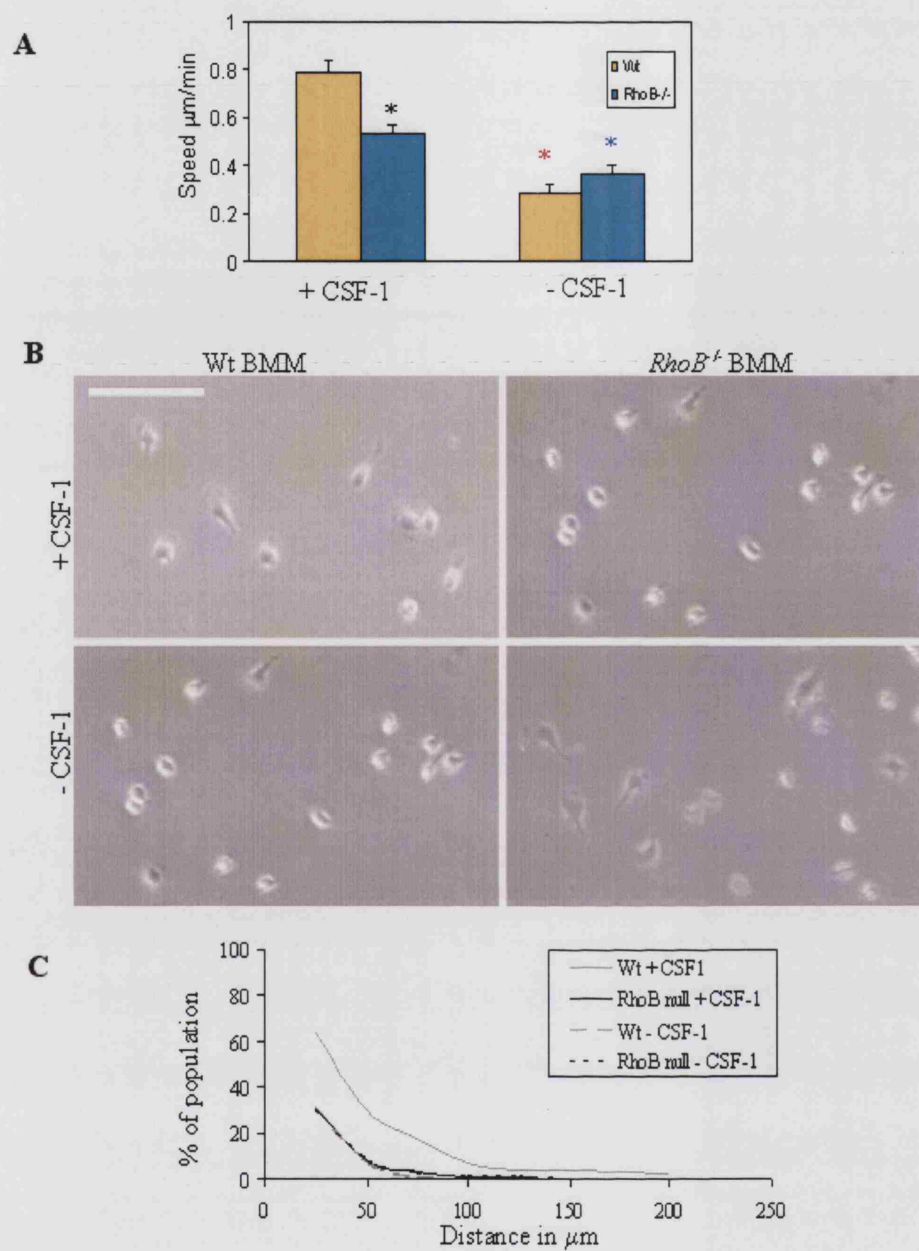 A
1
0.8
0.6
0.4
0.2
0
Speed µm/min
Wt
RhoB-/-
*
*
*
+ CSF-1
- CSF-1
B
Wt BMM
RhoB-/- BMM
+ CSF-1
- CSF-1
C
100
80
60
40
20
0
% of population
Wt + CSF1
RhoB null + CSF-1
Wt - CSF-1
RhoB null - CSF-1
0
50
100
150
200
250
Distance in µm